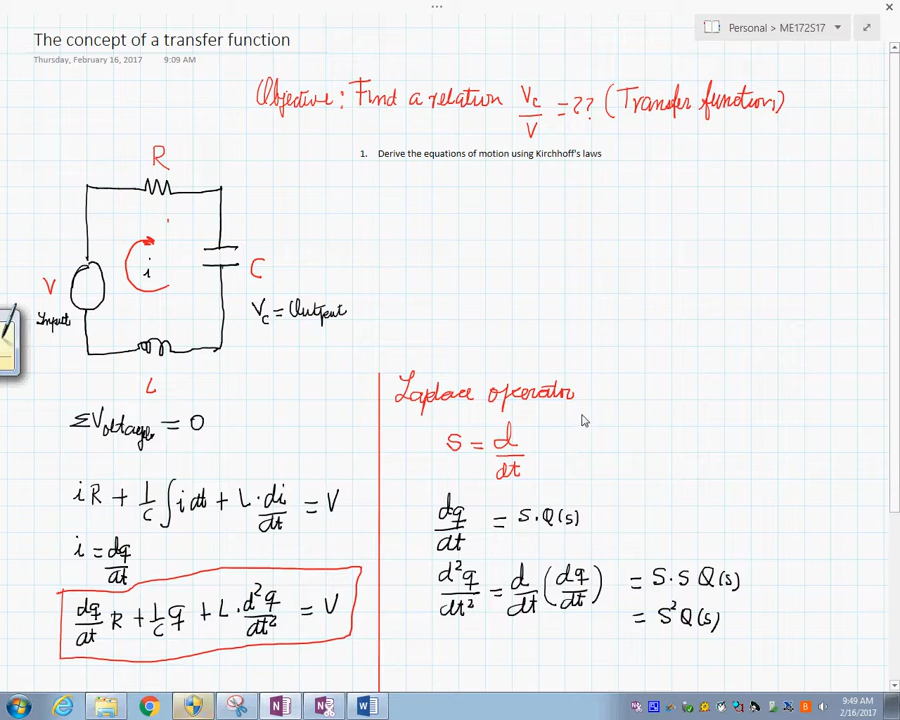 The concept of a transfer function
Personal > ME172S17
Thursday, February 16, 2017 9:09 AM
Objective: Find a relation Vc/V = ?? (Transfer function)
1. Derive the equations of motion using Kirchhoff's laws
R
i
V
Input
C
Vc = Output
L
ΣVoltages = 0
iR + 1/C ∫i dt + L·di/dt = V
i = dq/dt
dq/dt R + 1/C q + L·d²q/dt² = V
Laplace operator
S = d/dt
dq/dt = S·Q(s)
d²q/dt² = d/dt (dq/dt) = S·S Q(s)
= S²Q(s)
9:49 AM
2/16/2017